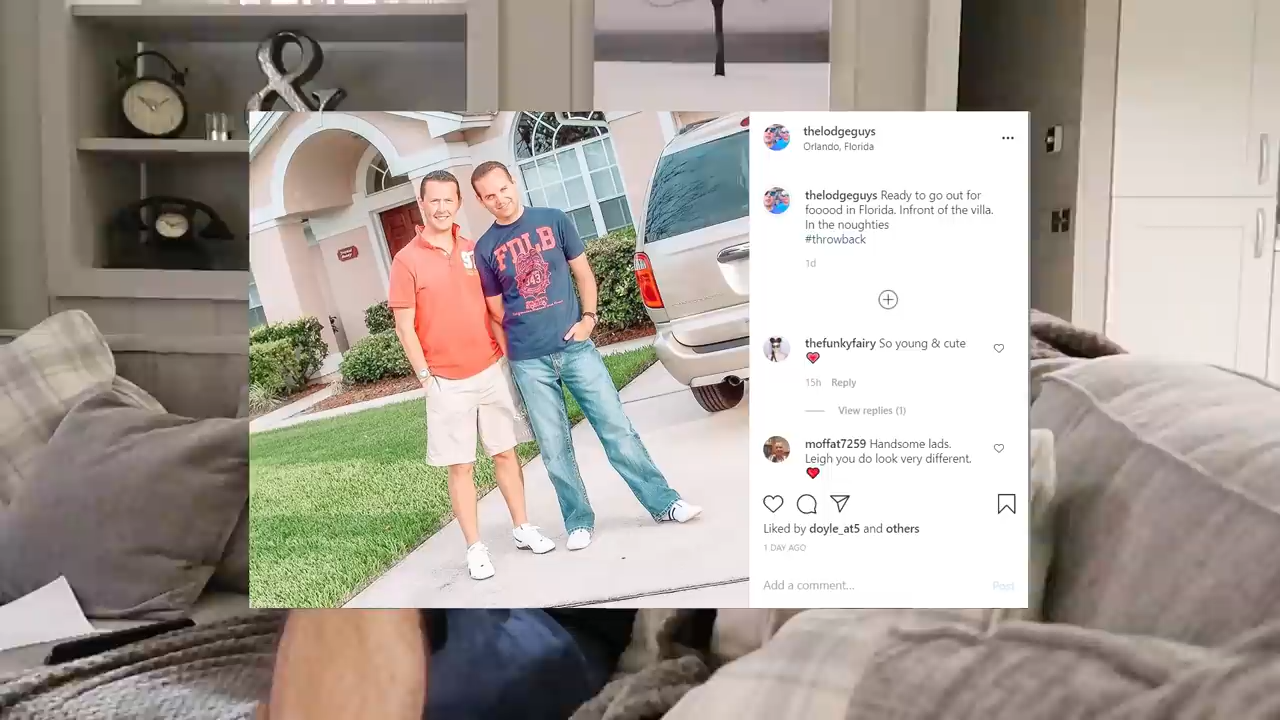 &
thelodgeguys
Orlando, Florida
thelodgeguys Ready to go out for
fooood in Florida. Infront of the villa.
In the noughties
#throwback
1d
thefunkyfairy So young & cute
❤️
15h Reply
View replies (1)
moffat7259 Handsome lads.
Leigh you do look very different.
❤️
Liked by doyle_at5 and others
1 DAY AGO
Add a comment...
Post
FDLB
343